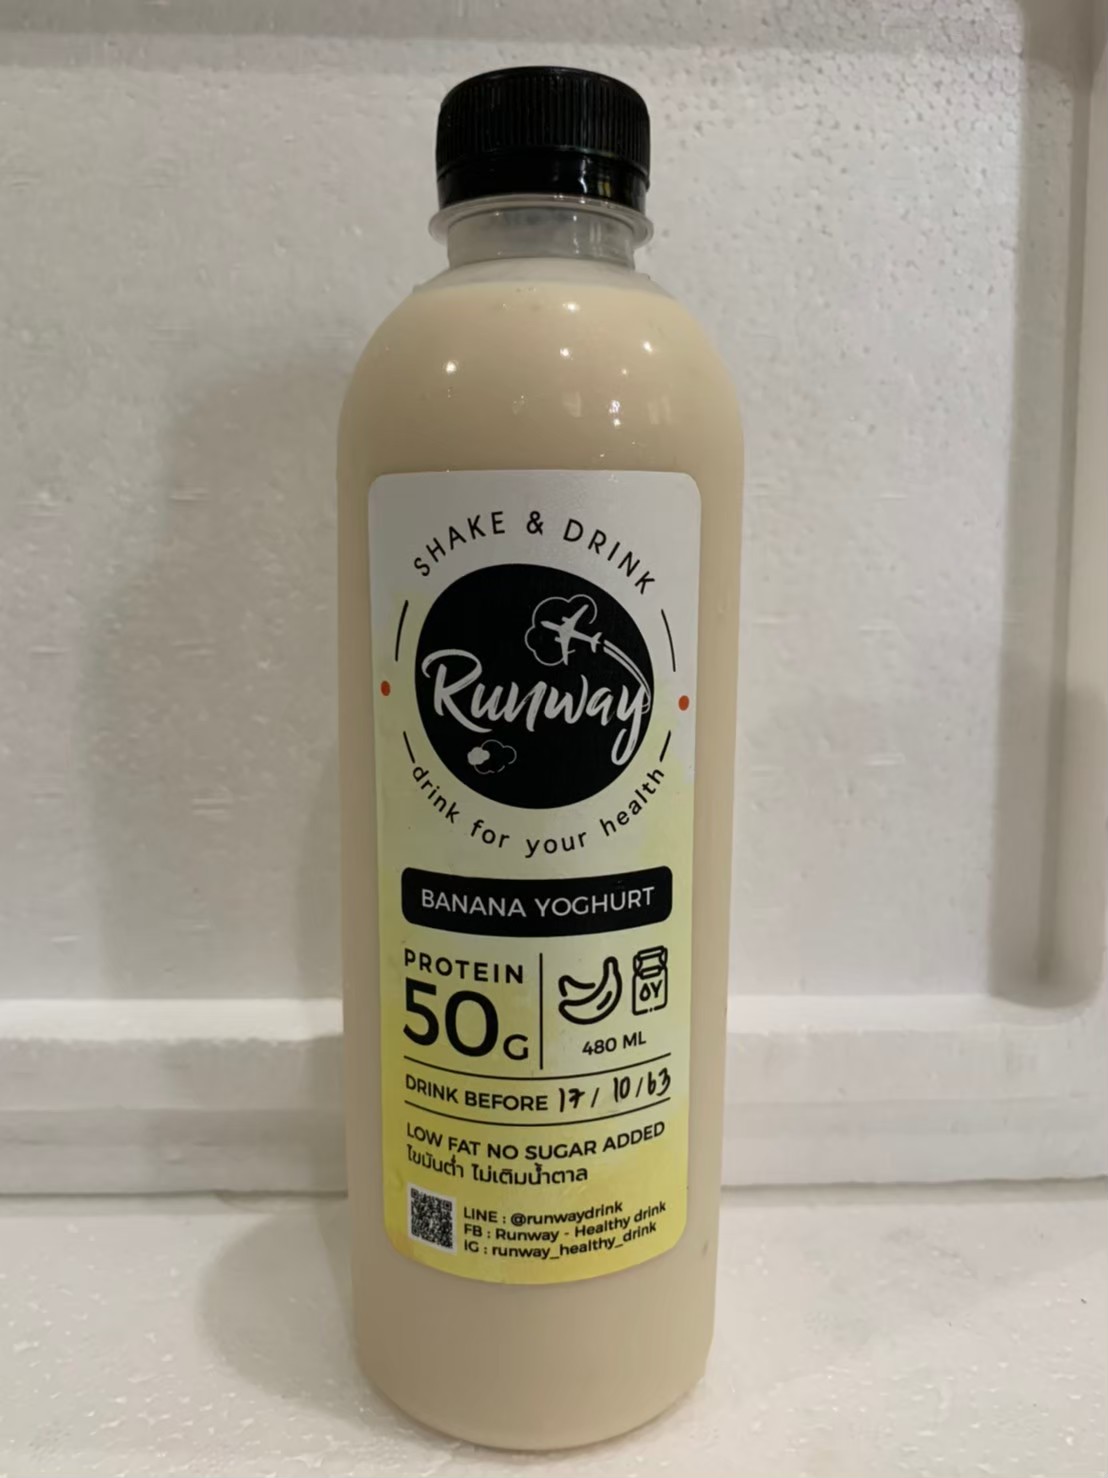 SHAKE & DRINK
Runway
drink for your health
BANANA YOGHURT
PROTEIN
50G
OY
480 ML
DRINK BEFORE 17 / 10 / 63
LOW FAT NO SUGAR ADDED
ไขมันต่ำ ไม่เติมน้ำตาล
LINE : @runwaydrink
FB : Runway - Healthy drink
IG : runway_healthy_drink